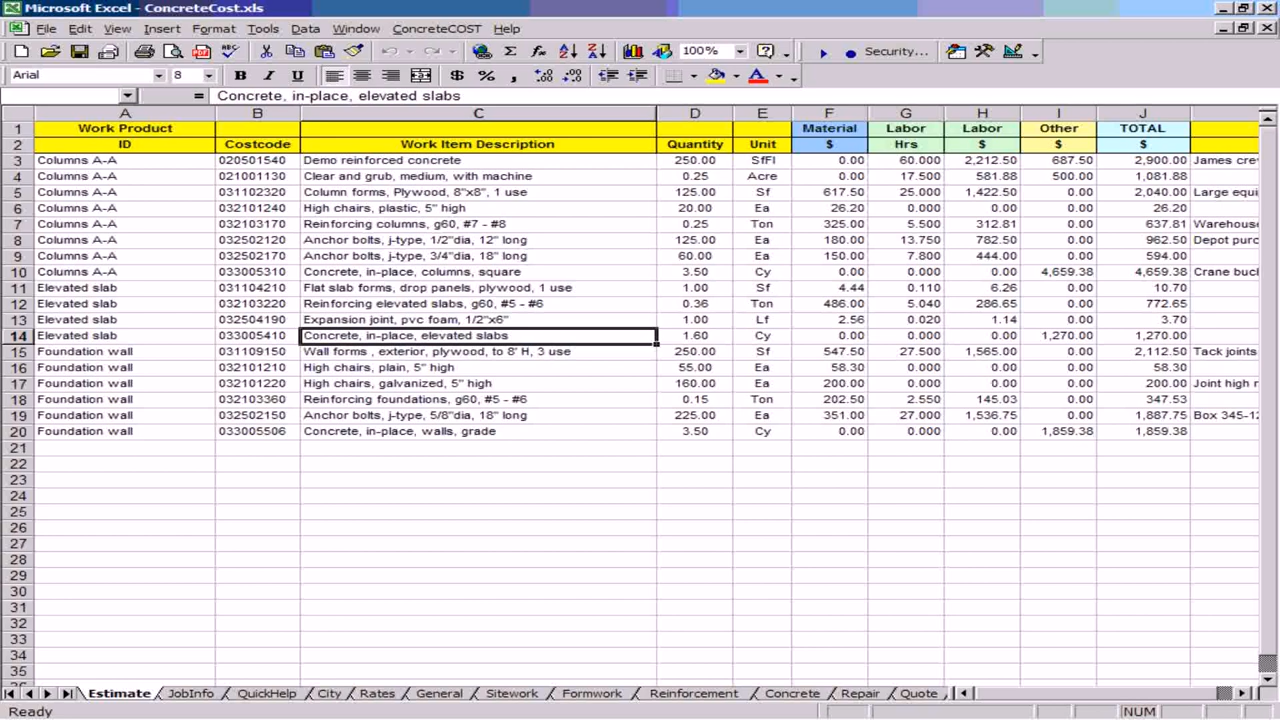 Microsoft Excel - ConcreteCost.xls
File Edit View Insert Format Tools Data Window ConcreteCOST Help
100% Security...
Arial 8 B I U $ % ,
= Concrete, in-place, elevated slabs
A B C D E F G H I J
1 Work Product Material Labor Labor Other TOTAL
2 ID Costcode Work Item Description Quantity Unit $ Hrs $ $ $
3 Columns A-A 020501540 Demo reinforced concrete 250.00 SfFl 0.00 60.000 2,212.50 687.50 2,900.00 James cre
4 Columns A-A 021001130 Clear and grub, medium, with machine 0.25 Acre 0.00 17.500 581.88 500.00 1,081.88
5 Columns A-A 031102320 Column forms, Plywood, 8"x8", 1 use 125.00 Sf 617.50 25.000 1,422.50 0.00 2,040.00 Large equi
6 Columns A-A 032101240 High chairs, plastic, 5" high 20.00 Ea 26.20 0.000 0.00 0.00 26.20
7 Columns A-A 032103170 Reinforcing columns, g60, #7 - #8 0.25 Ton 325.00 5.500 312.81 0.00 637.81 Warehous
8 Columns A-A 032502120 Anchor bolts, j-type, 1/2"dia, 12" long 125.00 Ea 180.00 13.750 782.50 0.00 962.50 Depot purc
9 Columns A-A 032502170 Anchor bolts, j-type, 3/4"dia, 18" long 60.00 Ea 150.00 7.800 444.00 0.00 594.00
10 Columns A-A 033005310 Concrete, in-place, columns, square 3.50 Cy 0.00 0.000 0.00 4,659.38 4,659.38 Crane buc
11 Elevated slab 031104210 Flat slab forms, drop panels, plywood, 1 use 1.00 Sf 4.44 0.110 6.26 0.00 10.70
12 Elevated slab 032103220 Reinforcing elevated slabs, g60, #5 - #6 0.36 Ton 486.00 5.040 286.65 0.00 772.65
13 Elevated slab 032504190 Expansion joint, pvc foam, 1/2"x6" 1.00 Lf 2.56 0.020 1.14 0.00 3.70
14 Elevated slab 033005410 Concrete, in-place, elevated slabs 1.60 Cy 0.00 0.000 0.00 1,270.00 1,270.00
15 Foundation wall 031109150 Wall forms , exterior, plywood, to 8' H, 3 use 250.00 Sf 547.50 27.500 1,565.00 0.00 2,112.50 Tack joints
16 Foundation wall 032101210 High chairs, plain, 5" high 55.00 Ea 58.30 0.000 0.00 0.00 58.30
17 Foundation wall 032101220 High chairs, galvanized, 5" high 160.00 Ea 200.00 0.000 0.00 0.00 200.00 Joint high r
18 Foundation wall 032103360 Reinforcing foundations, g60, #5 - #6 0.15 Ton 202.50 2.550 145.03 0.00 347.53
19 Foundation wall 032502150 Anchor bolts, j-type, 5/8"dia, 18" long 225.00 Ea 351.00 27.000 1,536.75 0.00 1,887.75 Box 345-12
20 Foundation wall 033005506 Concrete, in-place, walls, grade 3.50 Cy 0.00 0.000 0.00 1,859.38 1,859.38
21
22
23
24
25
26
27
28
29
30
31
32
33
34
35
Estimate JobInfo QuickHelp City Rates General Sitework Formwork Reinforcement Concrete Repair Quote
Ready NUM